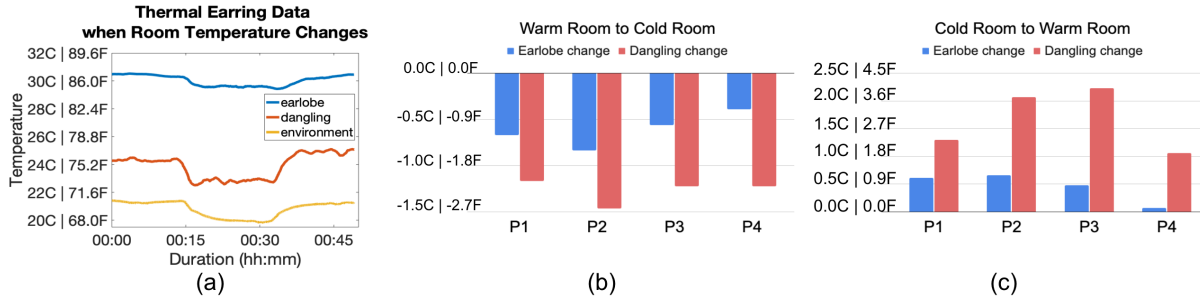 Thermal Earring Data
when Room Temperature Changes
32C | 89.6F
30C | 86.0F
28C | 82.4F
26C | 78.8F
24C | 75.2F
22C | 71.6F
20C | 68.0F
Temperature
earlobe
dangling
environment
00:00 00:15 00:30 00:45
Duration (hh:mm)
(a)
Warm Room to Cold Room
Earlobe change Dangling change
0.0C | 0.0F
-0.5C | -0.9F
-1.0C | -1.8F
-1.5C | -2.7F
P1 P2 P3 P4
(b)
Cold Room to Warm Room
Earlobe change Dangling change
2.5C | 4.5F
2.0C | 3.6F
1.5C | 2.7F
1.0C | 1.8F
0.5C | 0.9F
0.0C | 0.0F
P1 P2 P3 P4
(c)